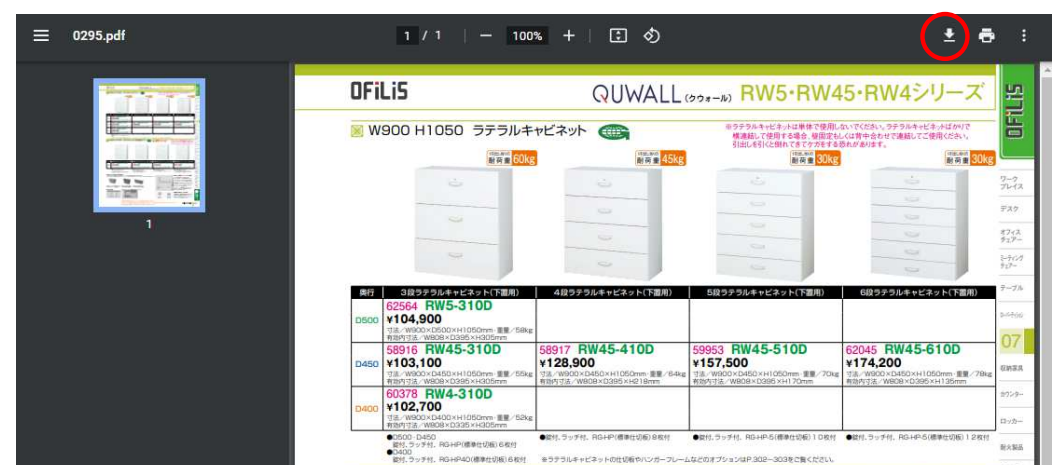 0295.pdf
1 / 1
100%
1
OFiLiS
QUWALL (クウォール) RW5・RW45・RW4シリーズ
OFiLiS
W900 H1050 ラテラルキャビネット
※ラテラルキャビネットは単体で使用しないでください。ラテラルキャビネットばかりで
横連結して使用する場合、壁固定もしくは背中合わせで連結してご使用ください。
引出しを引くと倒れてきてケガをする恐れがあります。
耐荷重 60kg
耐荷重 45kg
耐荷重 30kg
耐荷重 30kg
奥行 3段ラテラルキャビネット(下置用) 4段ラテラルキャビネット(下置用) 5段ラテラルキャビネット(下置用) 6段ラテラルキャビネット(下置用)
D500
62564 RW5-310D
¥104,900
寸法/W900×D500×H1050mm・重量/58kg
有効内寸法/W808×D395×H305mm
D450
58916 RW45-310D
¥103,100
寸法/W900×D450×H1050mm・重量/55kg
有効内寸法/W808×D395×H305mm
58917 RW45-410D
¥128,900
寸法/W900×D450×H1050mm・重量/64kg
有効内寸法/W808×D395×H218mm
59953 RW45-510D
¥157,500
寸法/W900×D450×H1050mm・重量/70kg
有効内寸法/W808×D395×H170mm
62045 RW45-610D
¥174,200
寸法/W900×D450×H1050mm・重量/78kg
有効内寸法/W808×D395×H135mm
D400
60378 RW4-310D
¥102,700
寸法/W900×D400×H1050mm・重量/52kg
有効内寸法/W808×D335×H305mm
●D500・D450
錠付、ラッチ付、RG-HP(標準仕切板)6枚付
●D400
錠付、ラッチ付、RG-HP40(標準仕切板)6枚付
●錠付、ラッチ付、RG-HP(標準仕切板)8枚付
●錠付、ラッチ付、RG-HP-5(標準仕切板)10枚付
●錠付、ラッチ付、RG-HP-6(標準仕切板)12枚付
※ラテラルキャビネットの仕切板やハンガーフレームなどのオプションはP.302〜303をご覧ください。
ワーク
プレイス
デスク
オフィス
チェアー
ミーティング
チェアー
テーブル
07
収納家具
カウンター
ロッカー
耐火製品